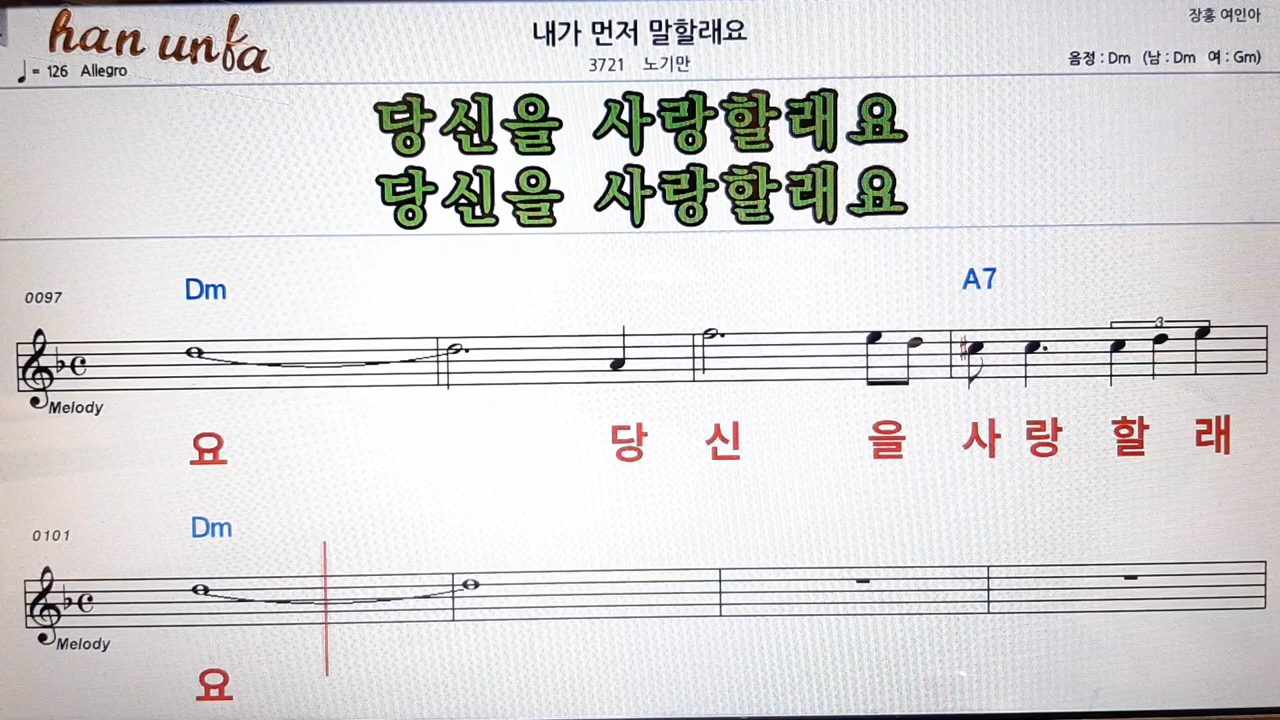 han unfa
내가 먼저 말할래요
장흥 여인아
♩= 126 Allegro
3721 노기만
음정 : Dm (남 : Dm 여 : Gm)
당신을 사랑할래요
당신을 사랑할래요
0097 Dm A7
3
Melody
요 당 신 을 사 랑 할 래
0101 Dm
Melody
요